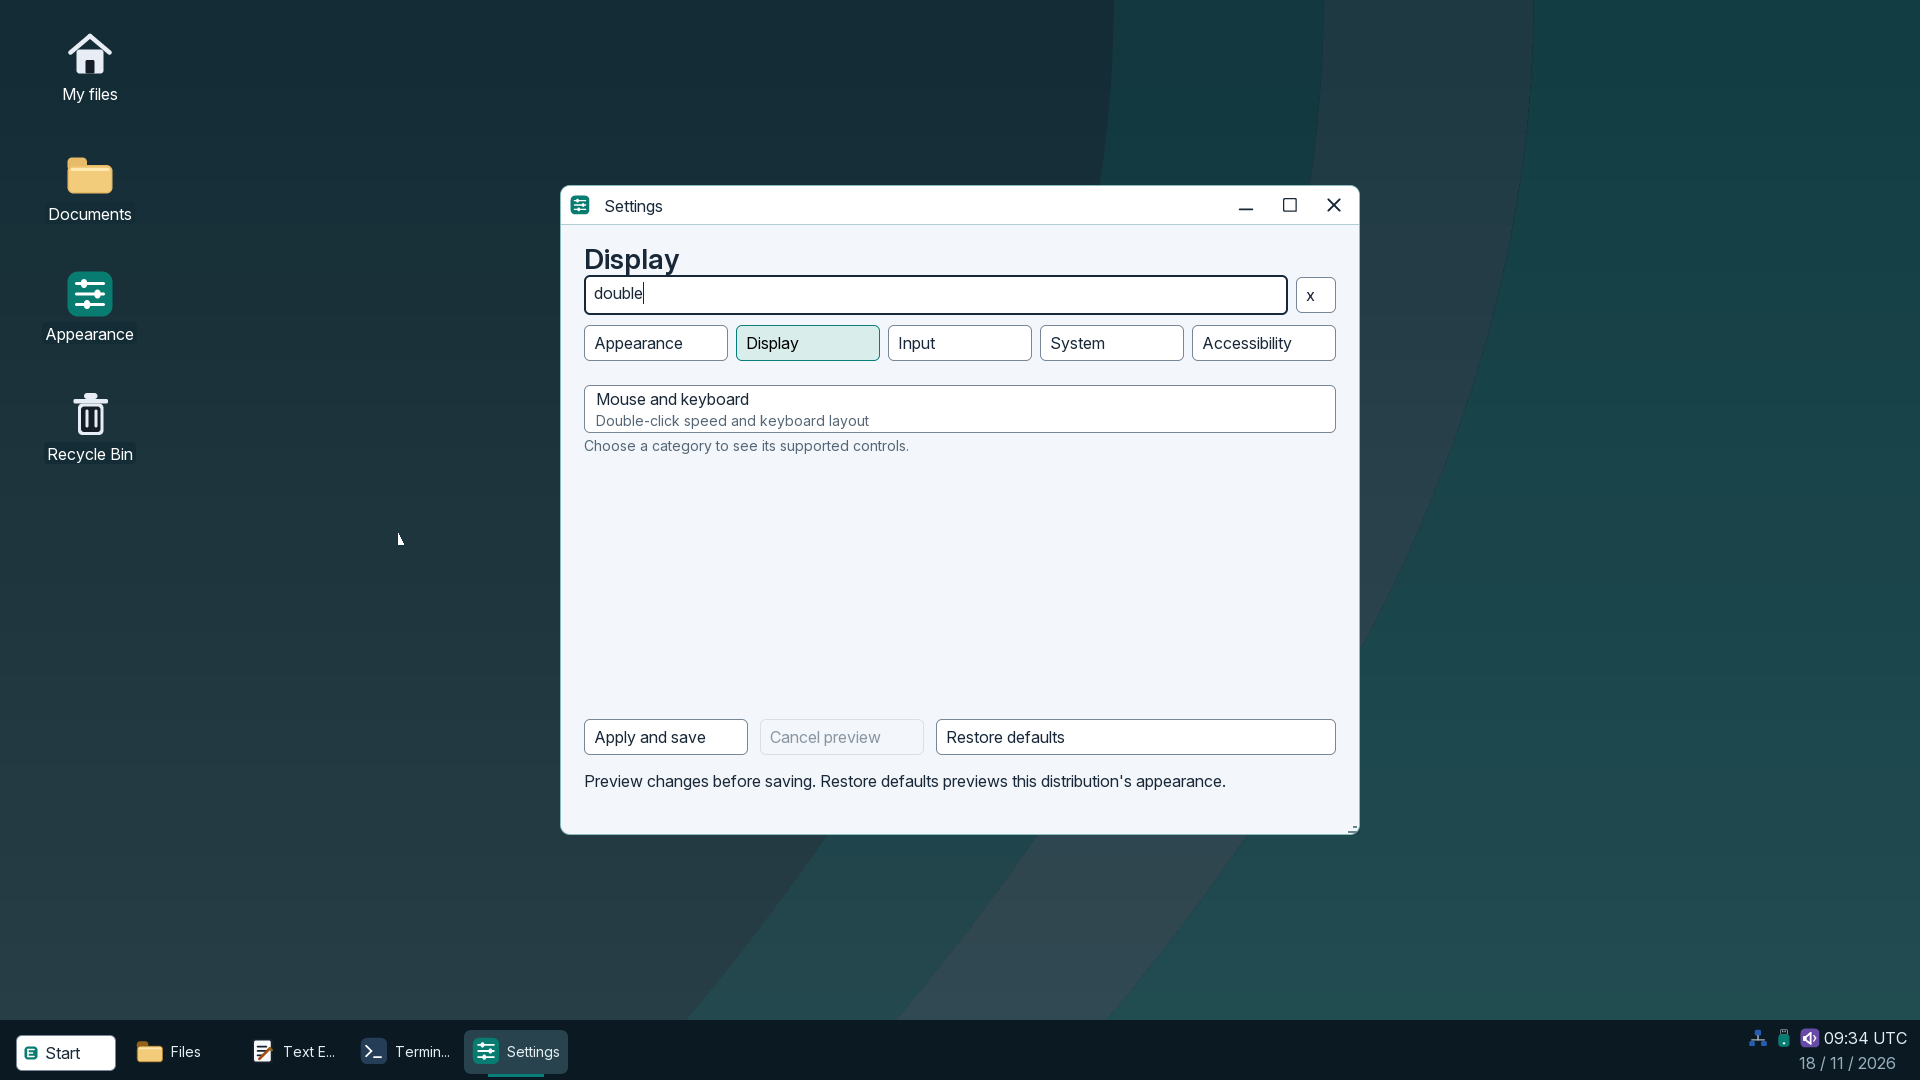 My files
Documents
Appearance
Recycle Bin
Settings
Display
double
x
Appearance
Display
Input
System
Accessibility
Mouse and keyboard
Double-click speed and keyboard layout
Choose a category to see its supported controls.
Apply and save
Cancel preview
Restore defaults
Preview changes before saving. Restore defaults previews this distribution's appearance.
Start
Files
Text E...
Termin...
Settings
09:34 UTC
18 / 11 / 2026